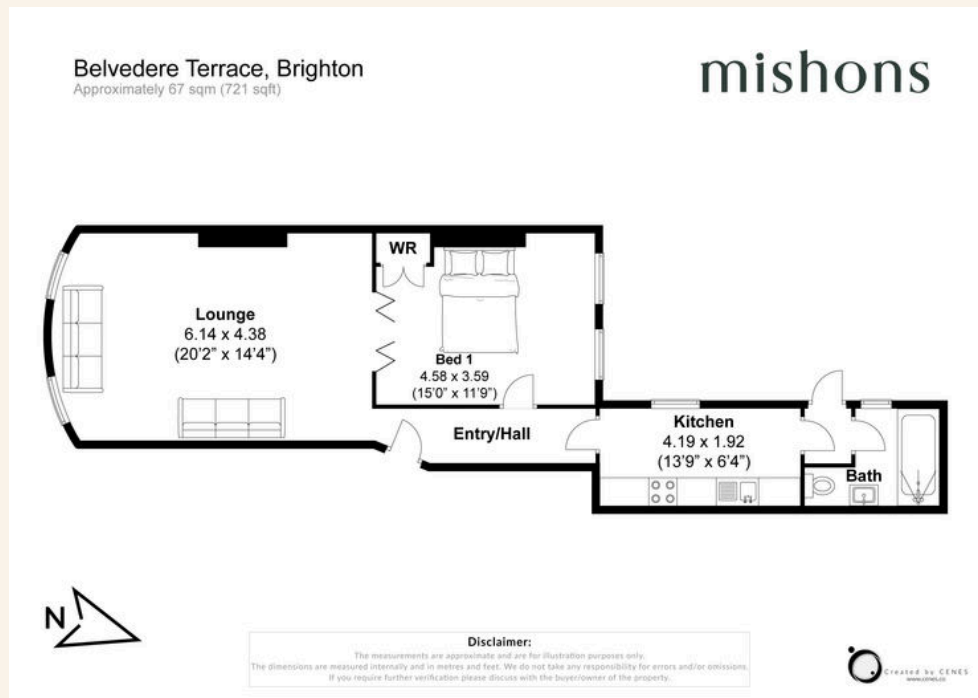 Belvedere Terrace, Brighton
Approximately 67 sqm (721 sqft)
mishons
WR
Lounge
6.14 x 4.38
(20'2" x 14'4")
Bed 1
4.58 x 3.59
(15'0" x 11'9")
Entry/Hall
Kitchen
4.19 x 1.92
(13'9" x 6'4")
Bath
N
Disclaimer:
The measurements are approximate and are for illustration purposes only.
The dimensions are measured internally and in metres and feet. We do not take any responsibility for errors and/or omissions.
If you require further verification please discuss with the buyer/owner of the property.
Created by CENES
www.cenes.co